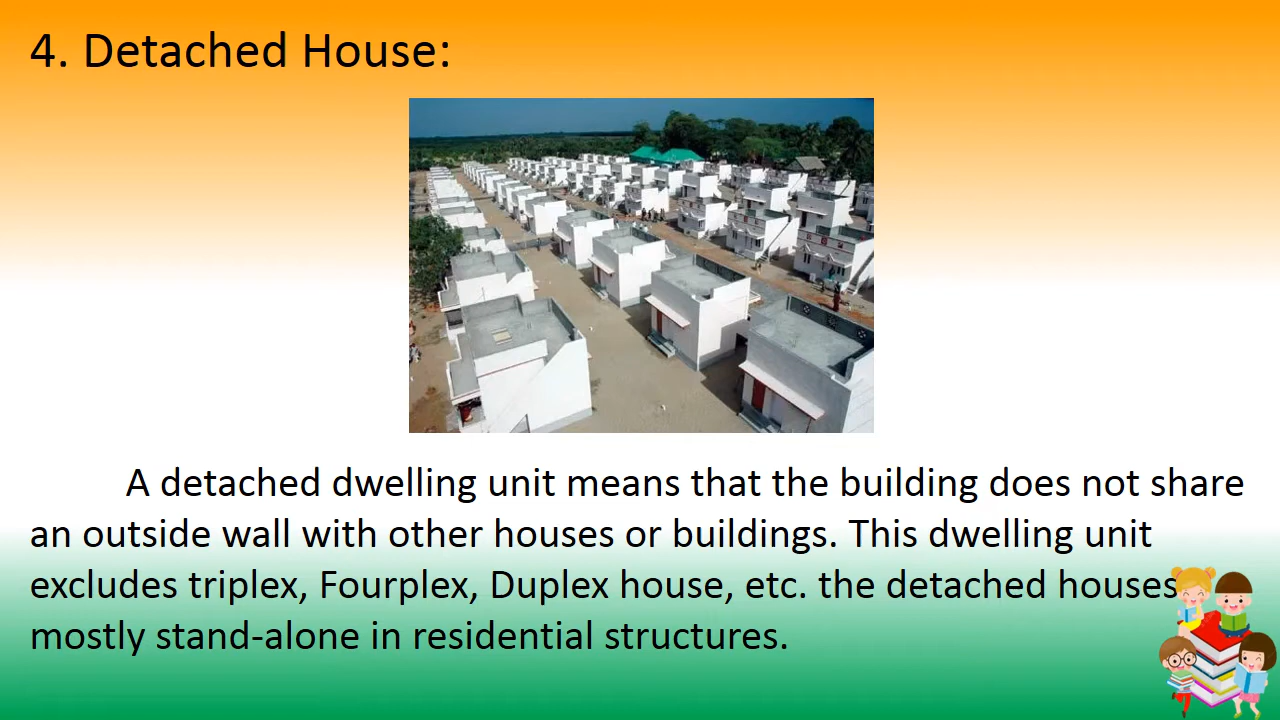 4. Detached House:
A detached dwelling unit means that the building does not share
an outside wall with other houses or buildings. This dwelling unit
excludes triplex, Fourplex, Duplex house, etc. the detached houses
mostly stand-alone in residential structures.